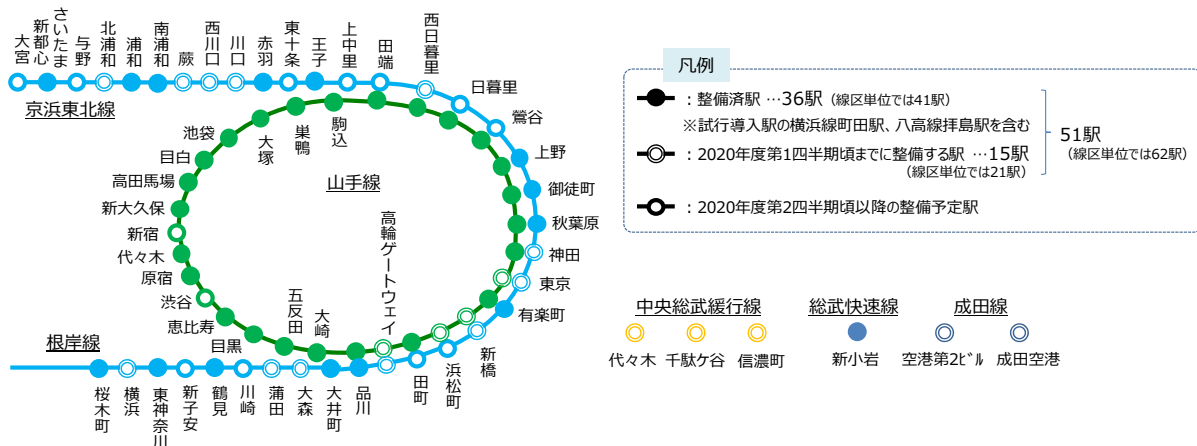 大宮
さいたま
新都心
与野
北浦和
浦和
南浦和
蕨
西川口
川口
赤羽
東十条
王子
上中里
田端
西日暮里
日暮里
鶯谷
上野
御徒町
秋葉原
神田
東京
有楽町
新橋
浜松町
田町
京浜東北線
池袋
目白
高田馬場
新大久保
新宿
代々木
原宿
渋谷
恵比寿
目黒
五反田
大崎
高輪ゲートウェイ
大塚
巣鴨
駒込
山手線
根岸線
桜木町
横浜
東神奈川
新子安
鶴見
川崎
蒲田
大森
大井町
品川
凡例
:整備済駅 …36駅 (線区単位では41駅)
※試行導入駅の横浜線町田駅、八高線拝島駅を含む
:2020年度第1四半期頃までに整備する駅 …15駅
(線区単位では21駅)
:2020年度第2四半期頃以降の整備予定駅
51駅
(線区単位では62駅)
中央総武緩行線
代々木 千駄ケ谷 信濃町
総武快速線
新小岩
成田線
空港第2ビル 成田空港